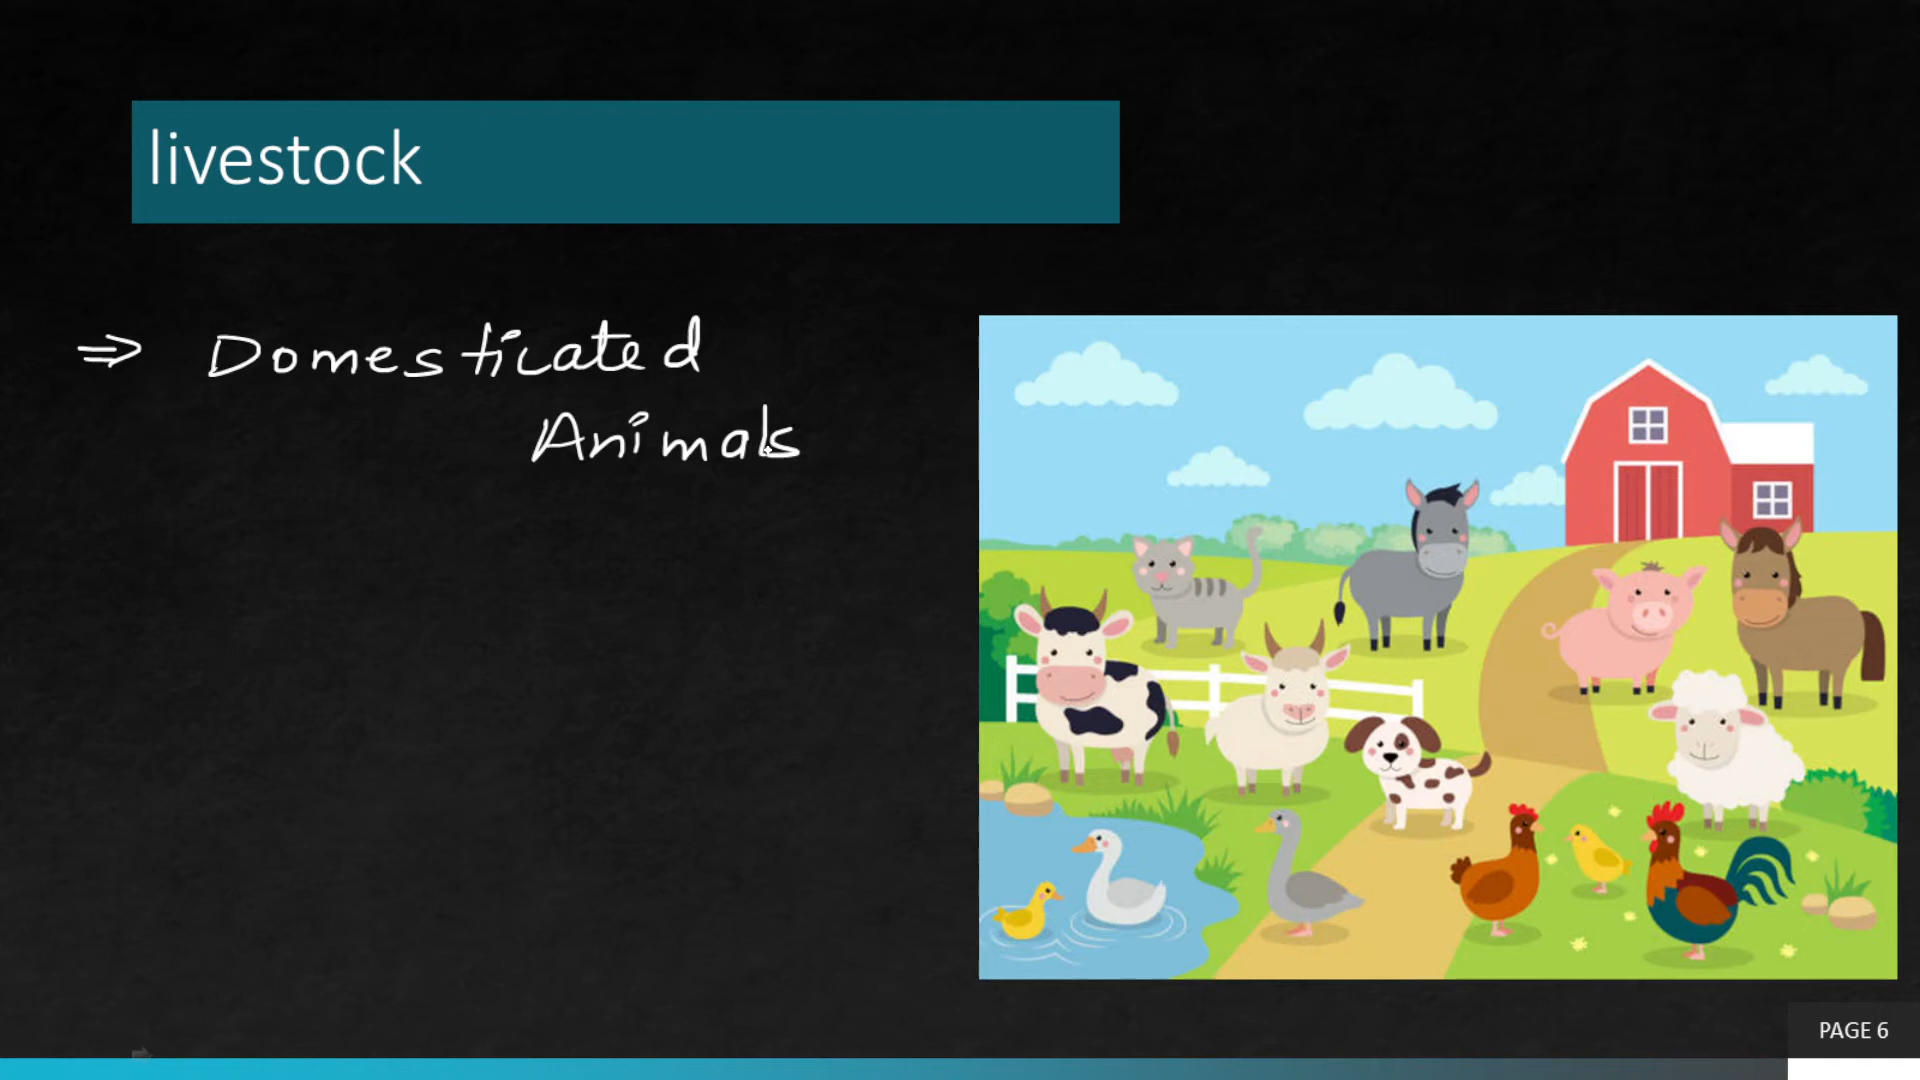 livestock
⇒ Domesticated
Animals
PAGE 6